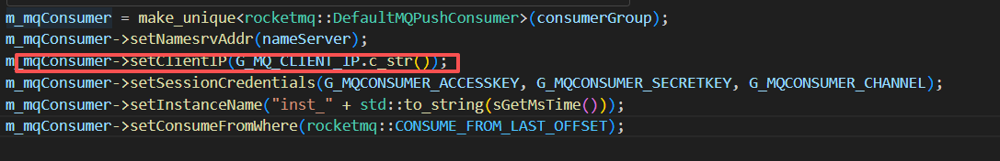 m_mqConsumer = make_unique<rocketmq::DefaultMQPushConsumer>(consumerGroup);
m_mqConsumer->setNamesrvAddr(nameServer);
m_mqConsumer->setClientIP(G_MQ_CLIENT_IP.c_str());
m_mqConsumer->setSessionCredentials(G_MQCONSUMER_ACCESSKEY, G_MQCONSUMER_SECRETKEY, G_MQCONSUMER_CHANNEL);
m_mqConsumer->setInstanceName("inst_" + std::to_string(sGetMsTime()));
m_mqConsumer->setConsumeFromWhere(rocketmq::CONSUME_FROM_LAST_OFFSET);